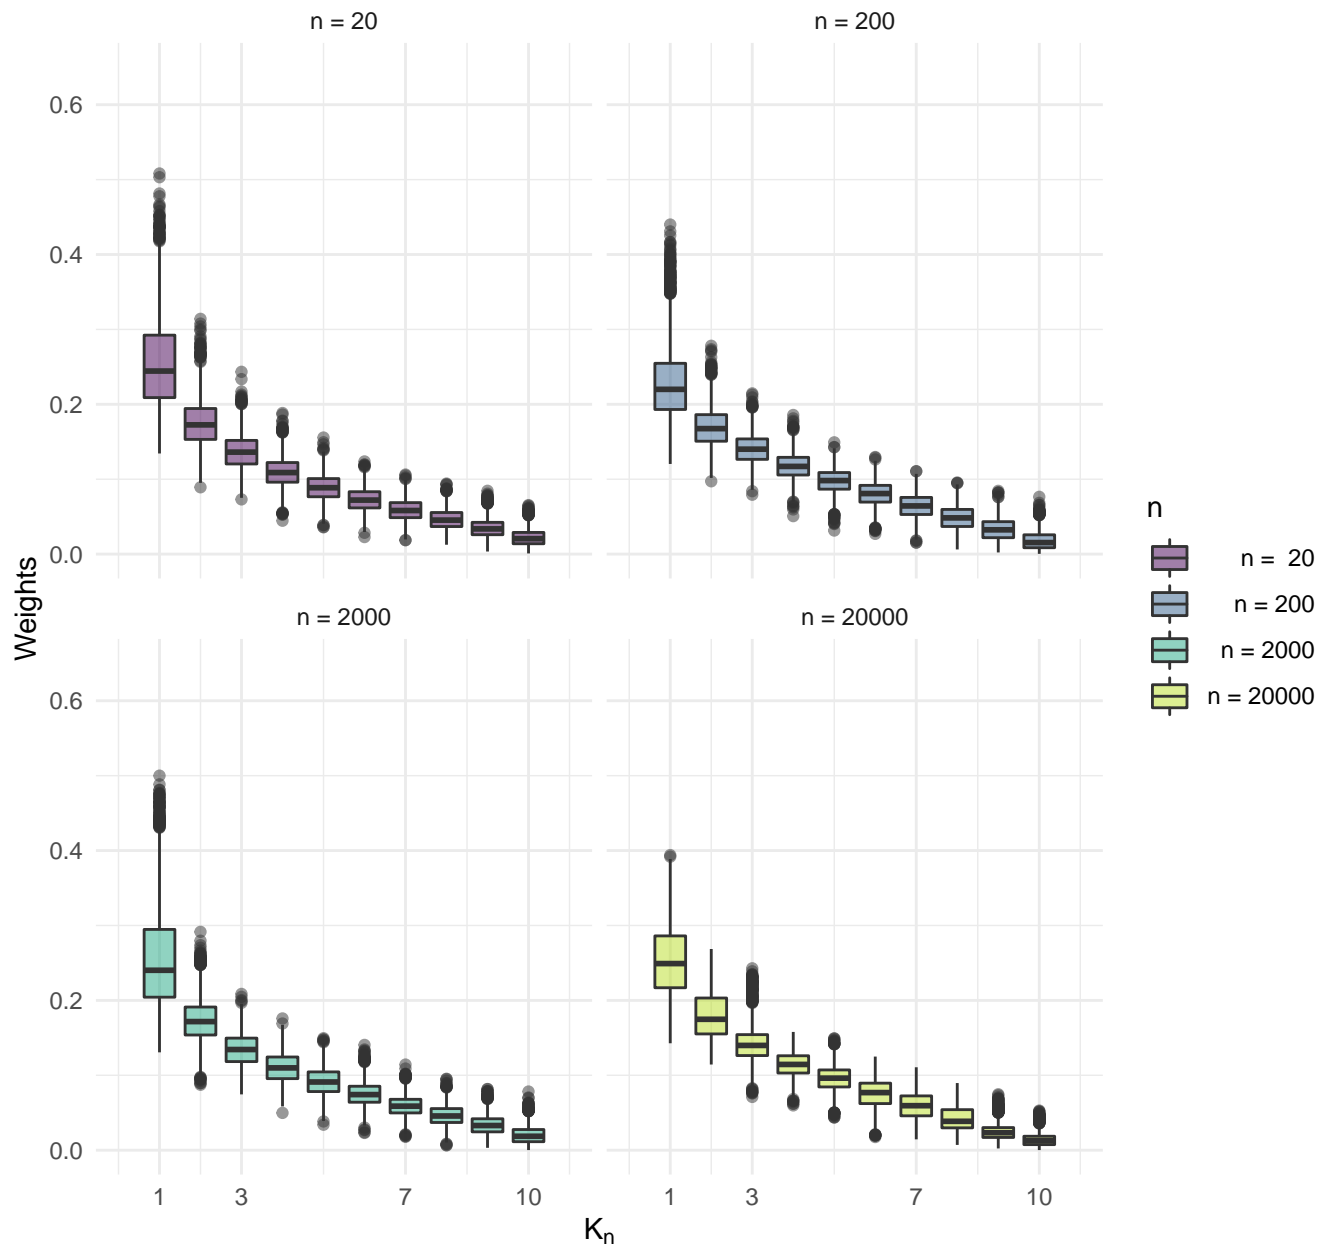 n = 20
n = 200
0.6
0.4
0.2
0.0
n = 2000
n = 20000
0.6
0.4
0.2
0.0
1 3 7 10
1 3 7 10
Weights
Kn
n
n = 20
n = 200
n = 2000
n = 20000